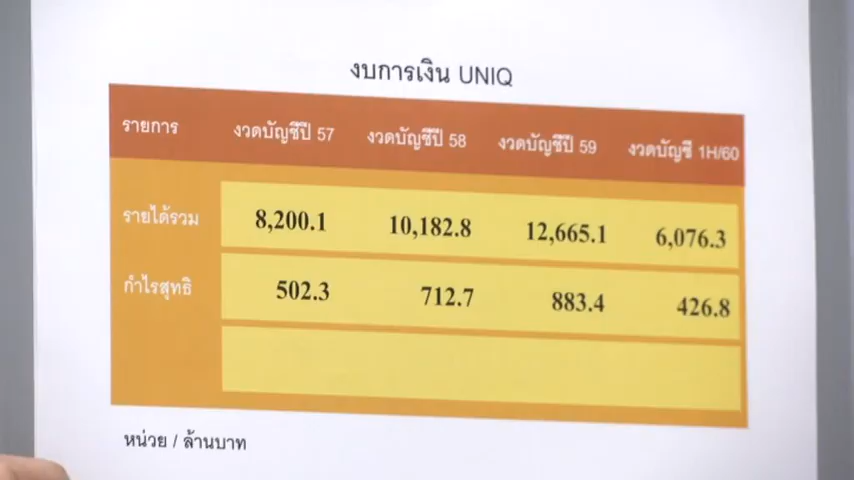 งบการเงิน UNIQ
รายการ งวดบัญชีปี 57 งวดบัญชีปี 58 งวดบัญชีปี 59 งวดบัญชี 1H/60
รายได้รวม 8,200.1 10,182.8 12,665.1 6,076.3
กำไรสุทธิ 502.3 712.7 883.4 426.8
หน่วย / ล้านบาท